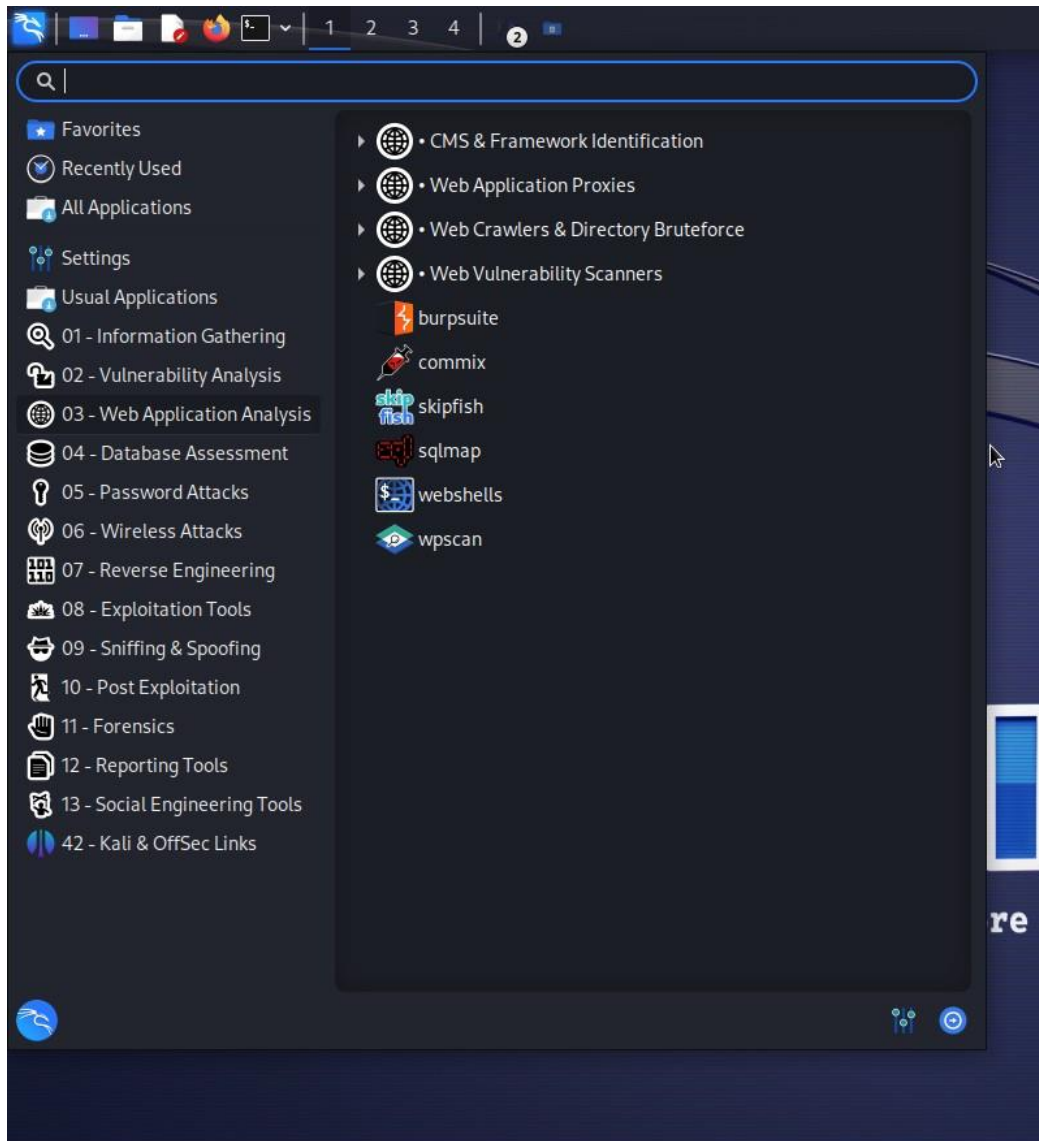 1 2 3 4
2
Favorites
Recently Used
All Applications
Settings
Usual Applications
01 - Information Gathering
02 - Vulnerability Analysis
03 - Web Application Analysis
04 - Database Assessment
05 - Password Attacks
06 - Wireless Attacks
07 - Reverse Engineering
08 - Exploitation Tools
09 - Sniffing & Spoofing
10 - Post Exploitation
11 - Forensics
12 - Reporting Tools
13 - Social Engineering Tools
42 - Kali & OffSec Links
• CMS & Framework Identification
• Web Application Proxies
• Web Crawlers & Directory Bruteforce
• Web Vulnerability Scanners
burpsuite
commix
skip
fish
skipfish
sql
sqlmap
$_
webshells
wpscan
re